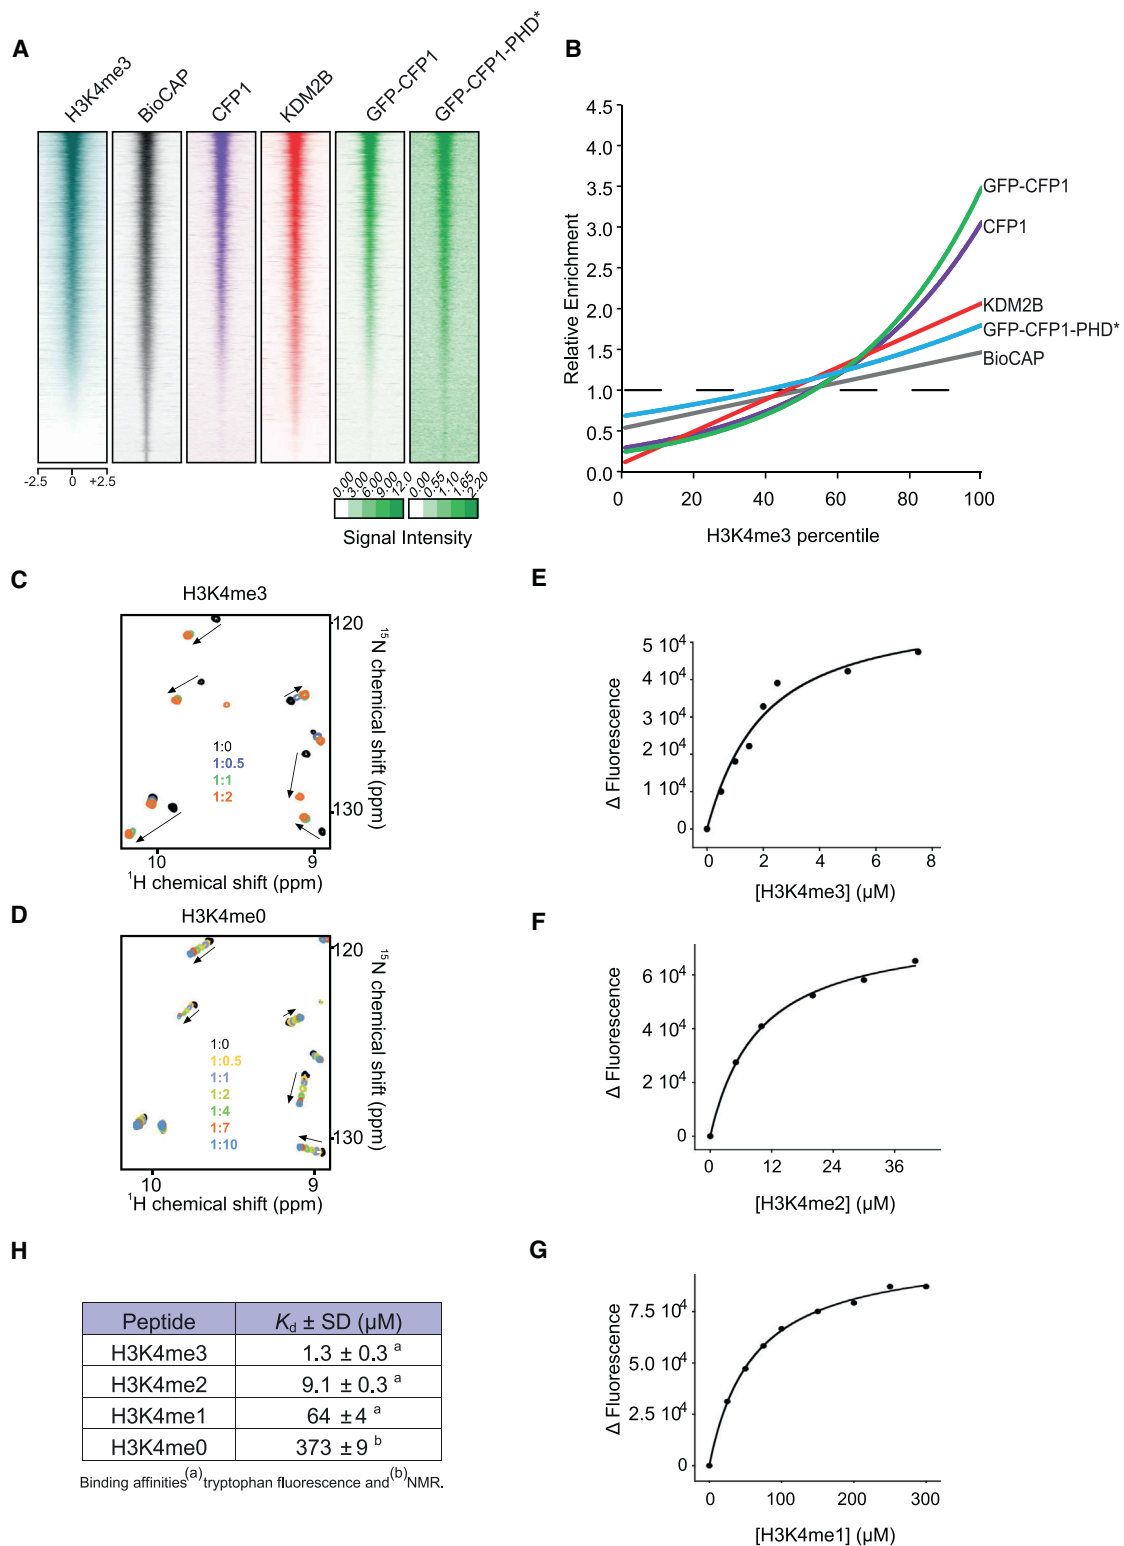 A
H3K4me3
BioCAP
CFP1
KDM2B
GFP-CFP1
GFP-CFP1-PHD*
-2.5 0 +2.5
0.00 3.00 6.00 9.00 12.0
0.00 0.55 1.10 1.65 2.20
Signal Intensity
B
Relative Enrichment
4.5
4.0
3.5
3.0
2.5
2.0
1.5
1.0
0.5
0.0
0 20 40 60 80 100
H3K4me3 percentile
GFP-CFP1
CFP1
KDM2B
GFP-CFP1-PHD*
BioCAP
C
H3K4me3
1:0
1:0.5
1:1
1:2
120
130
15N chemical shift (ppm)
10 9
1H chemical shift (ppm)
D
H3K4me0
1:0
1:0.5
1:1
1:2
1:4
1:7
1:10
120
130
15N chemical shift (ppm)
10 9
1H chemical shift (ppm)
E
Δ Fluorescence
5 10⁴
4 10⁴
3 10⁴
2 10⁴
1 10⁴
0
0 2 4 6 8
[H3K4me3] (µM)
F
Δ Fluorescence
6 10⁴
4 10⁴
2 10⁴
0
0 12 24 36
[H3K4me2] (µM)
G
Δ Fluorescence
7.5 10⁴
5.0 10⁴
2.5 10⁴
0
0 100 200 300
[H3K4me1] (µM)
H
Peptide Kd ± SD (µM)
H3K4me3 1.3 ± 0.3 a
H3K4me2 9.1 ± 0.3 a
H3K4me1 64 ±4 a
H3K4me0 373 ±9 b
Binding affinities (a) tryptophan fluorescence and (b) NMR.